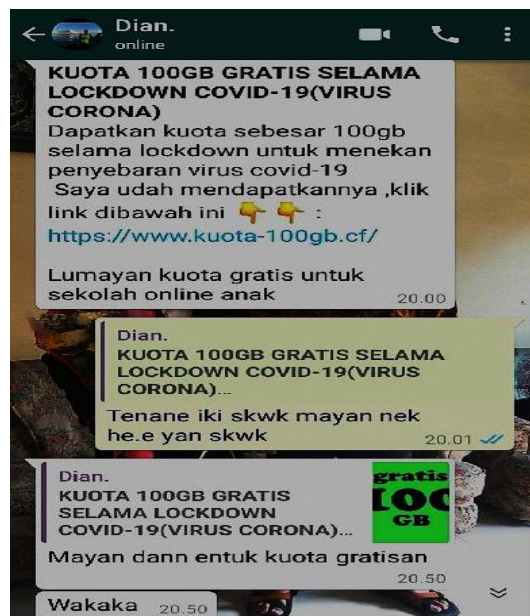 Dian.
online
KUOTA 100GB GRATIS SELAMA
LOCKDOWN COVID-19(VIRUS
CORONA)
Dapatkan kuota sebesar 100gb
selama lockdown untuk menekan
penyebaran virus covid-19
Saya udah mendapatkannya ,klik
link dibawah ini 👇 👇 :
https://www.kuota-100gb.cf/
Lumayan kuota gratis untuk
sekolah online anak
20.00
Dian.
KUOTA 100GB GRATIS SELAMA
LOCKDOWN COVID-19(VIRUS
CORONA)...
Tenane iki skwk mayan nek
he.e yan skwk
20.01
Dian.
KUOTA 100GB GRATIS
SELAMA LOCKDOWN
COVID-19(VIRUS CORONA)...
gratis
100
GB
Mayan dann entuk kuota gratisan
20.50
Wakaka 20.50